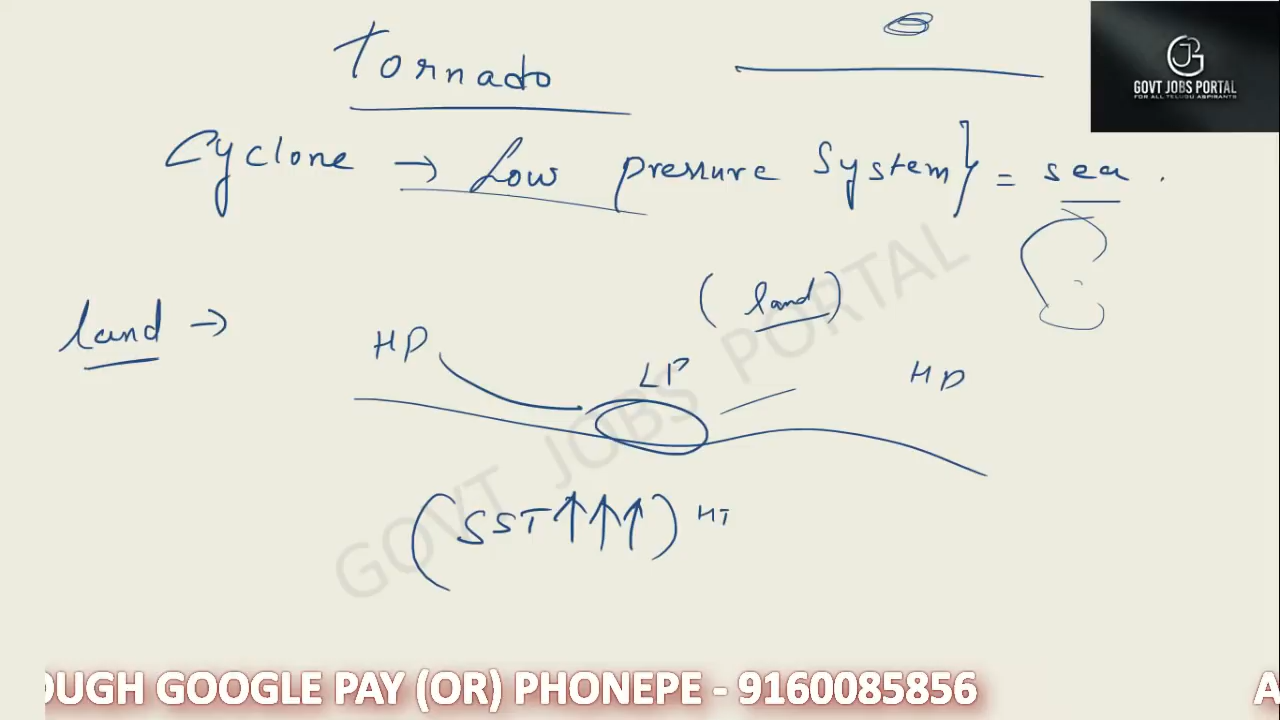 Tornado
GOVT JOBS PORTAL
FOR ALL TELUGU ASPIRANTS
Cyclone → Low pressure System} = sea
(land)
land →
HP
LP
HP
(SST↑↑↑) HT
GOVT JOBS PORTAL
OUGH GOOGLE PAY (OR) PHONEPE - 9160085856 A